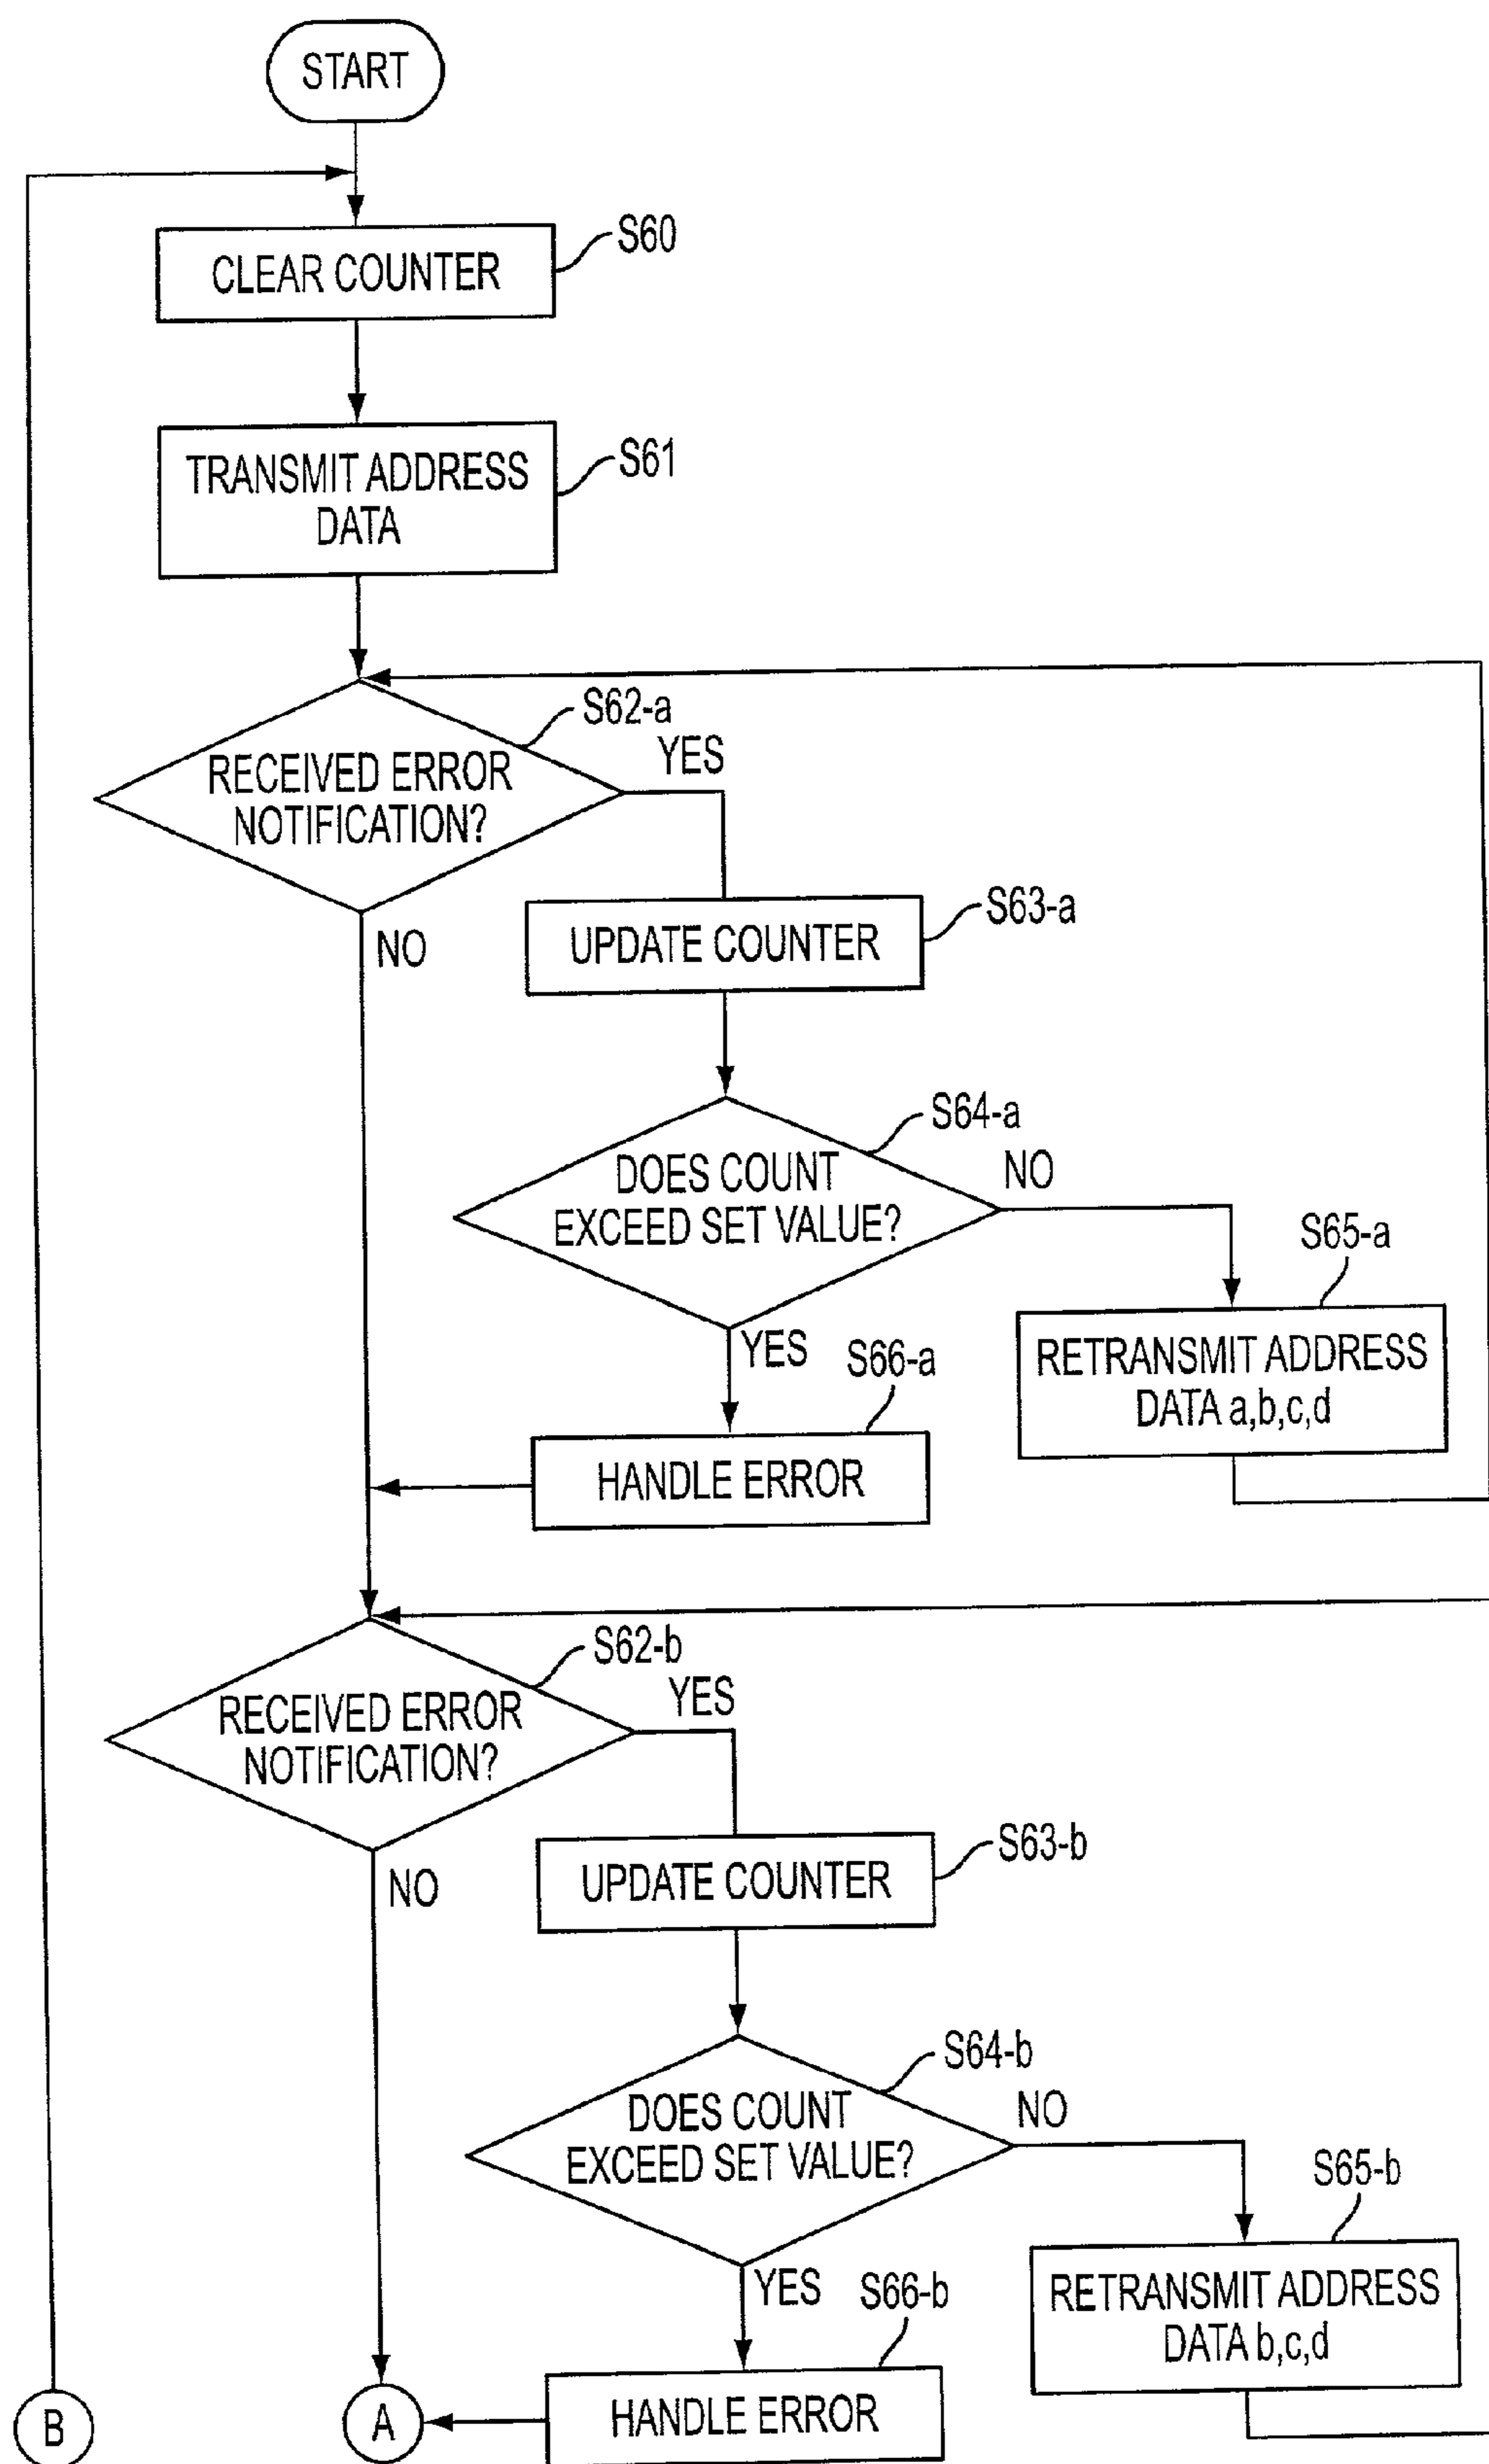 START
S60
CLEAR COUNTER
S61
TRANSMIT ADDRESS
DATA
S62-a
YES
RECEIVED ERROR
NOTIFICATION?
NO
S63-a
UPDATE COUNTER
S64-a
DOES COUNT
EXCEED SET VALUE?
NO
YES
S65-a
RETRANSMIT ADDRESS
DATA a,b,c,d
S66-a
HANDLE ERROR
S62-b
YES
RECEIVED ERROR
NOTIFICATION?
NO
S63-b
UPDATE COUNTER
S64-b
DOES COUNT
EXCEED SET VALUE?
NO
YES
S65-b
RETRANSMIT ADDRESS
DATA b,c,d
S66-b
HANDLE ERROR
A
B